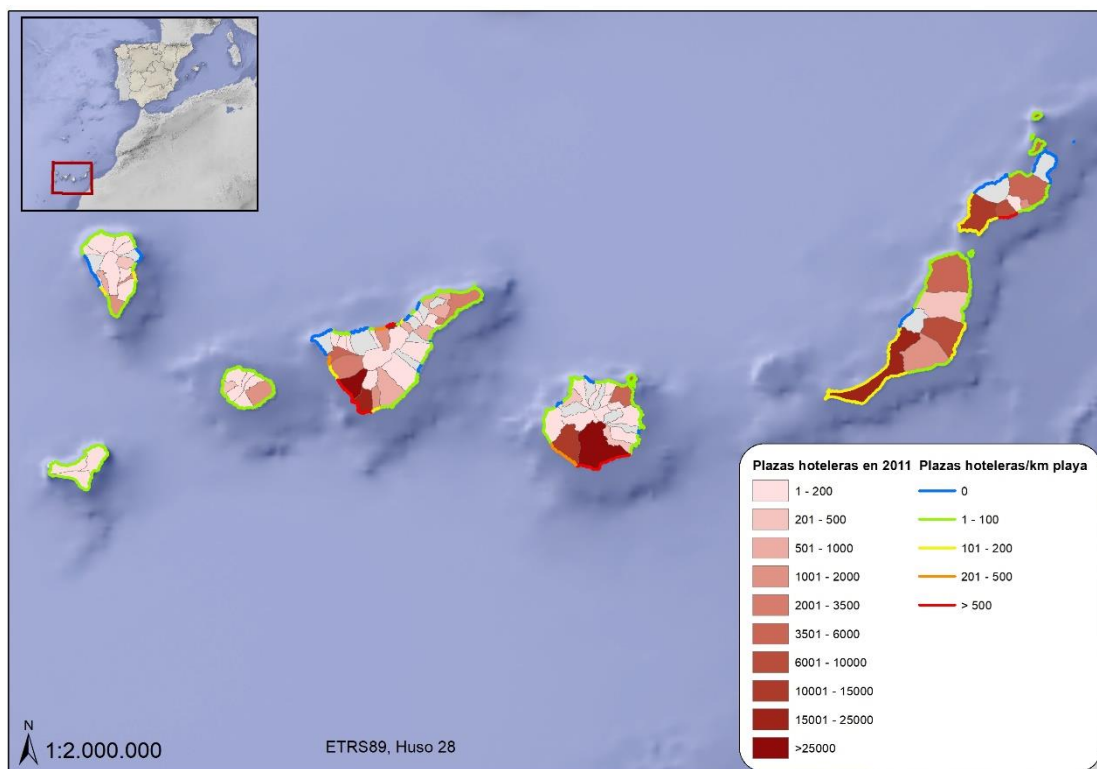 Plazas hoteleras en 2011
1 - 200
201 - 500
501 - 1000
1001 - 2000
2001 - 3500
3501 - 6000
6001 - 10000
10001 - 15000
15001 - 25000
>25000
Plazas hoteleras/km playa
0
1 - 100
101 - 200
201 - 500
> 500
N
1:2.000.000
ETRS89, Huso 28